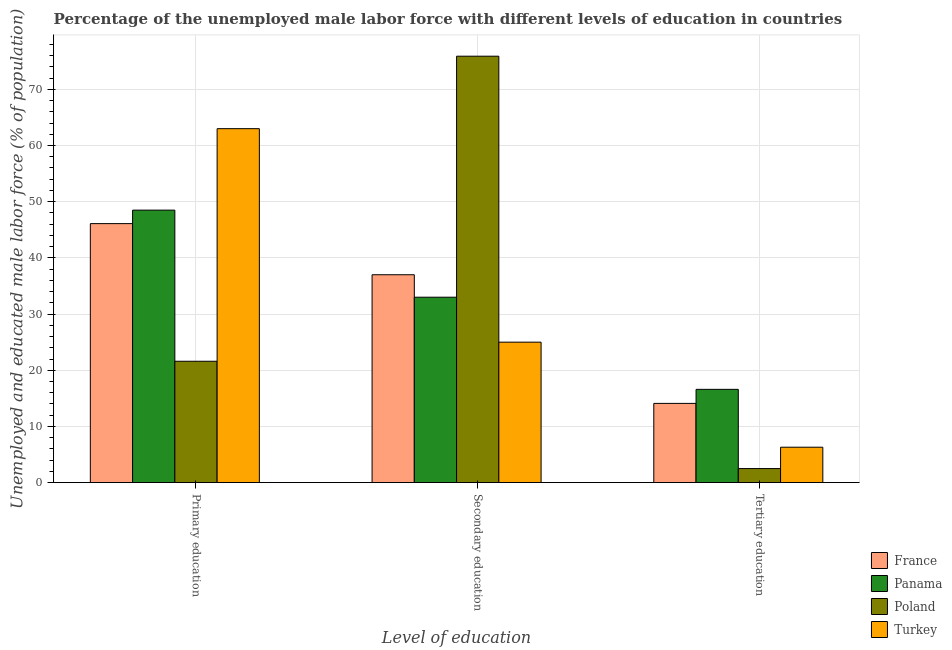 Percentage of the unemployed male labor force with different levels of education in countries
Unemployed and educated male labor force (% of population)
0
10
20
30
40
50
60
70
Primary education
Secondary education
Tertiary education
Level of education
France
Panama
Poland
Turkey